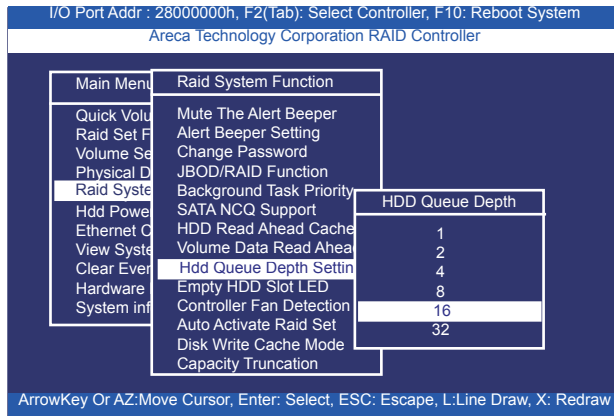 I/O Port Addr : 28000000h, F2(Tab): Select Controller, F10: Reboot System
Areca Technology Corporation RAID Controller
Main Menu
Quick Volu
Raid Set F
Volume Se
Physical D
Raid Syste
Hdd Powe
Ethernet C
View Syste
Clear Even
Hardware
System inf
Raid System Function
Mute The Alert Beeper
Alert Beeper Setting
Change Password
JBOD/RAID Function
Background Task Priority
SATA NCQ Support
HDD Read Ahead Cache
Volume Data Read Ahea
Hdd Queue Depth Settin
Empty HDD Slot LED
Controller Fan Detection
Auto Activate Raid Set
Disk Write Cache Mode
Capacity Truncation
HDD Queue Depth
1
2
4
8
16
32
ArrowKey Or AZ:Move Cursor, Enter: Select, ESC: Escape, L:Line Draw, X: Redraw